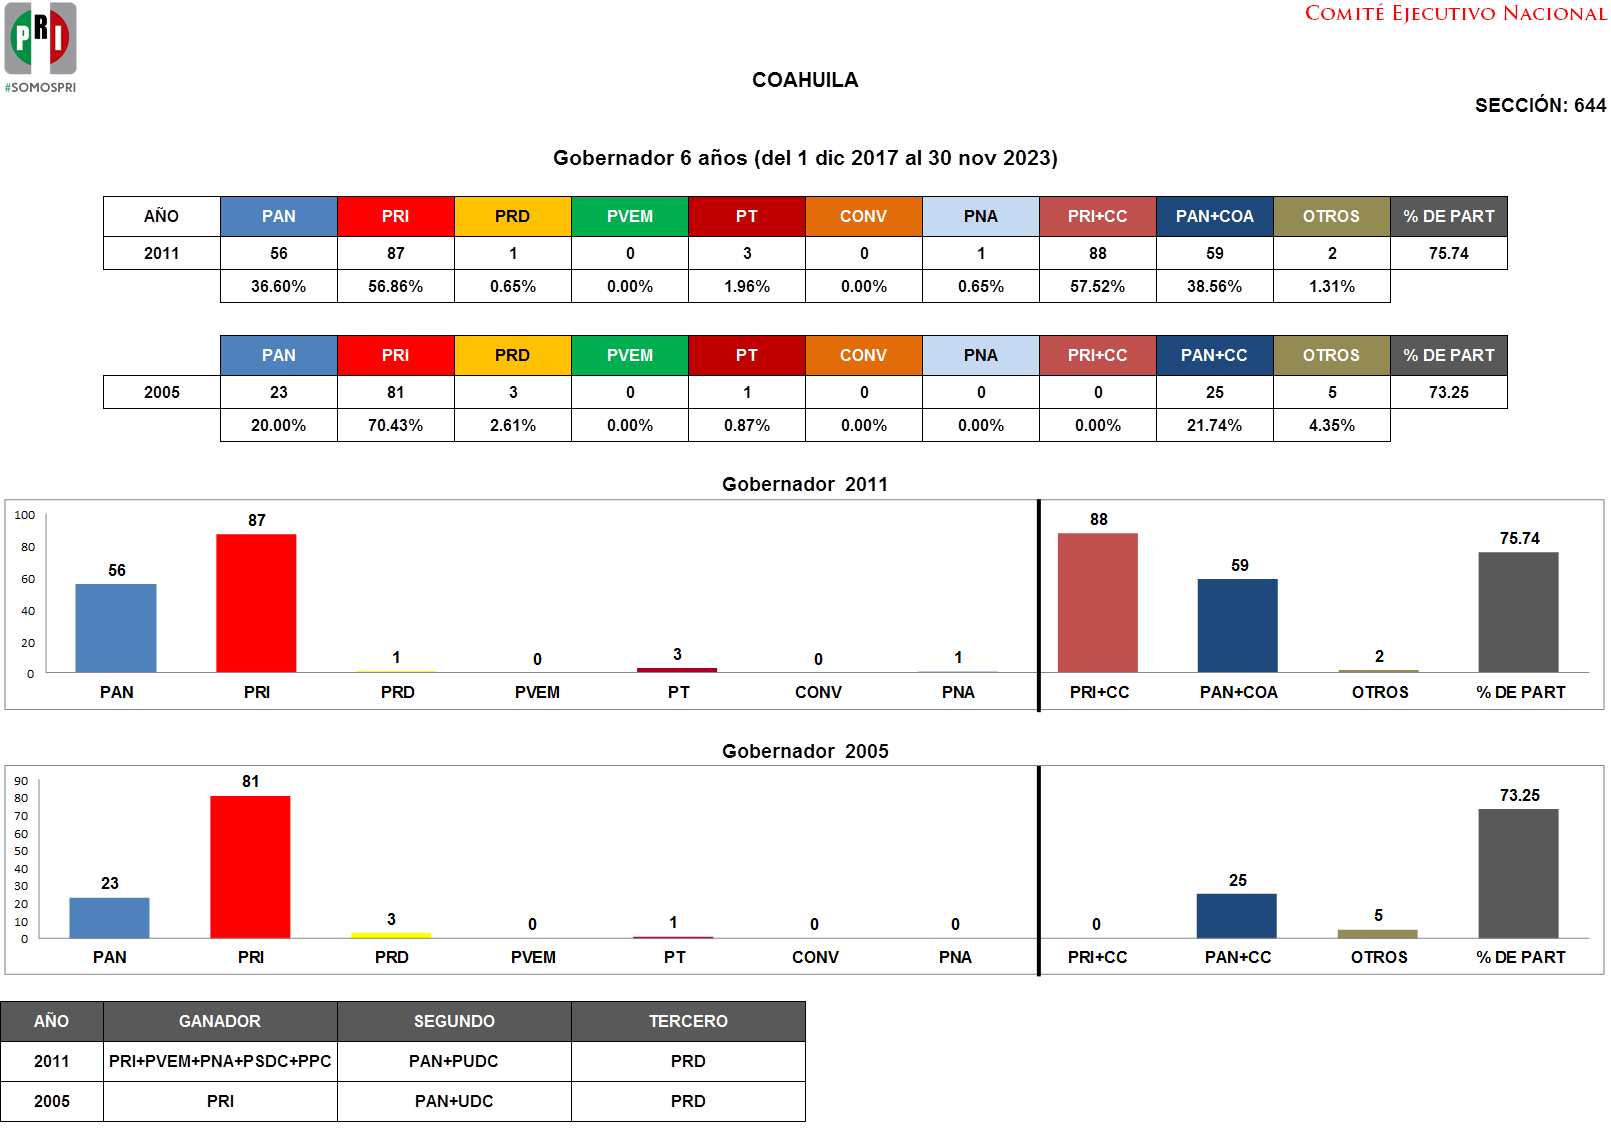 PRI
#SOMOSPRI
COMITÉ EJECUTIVO NACIONAL
COAHUILA
SECCIÓN: 644
Gobernador 6 años (del 1 dic 2017 al 30 nov 2023)
AÑO PAN PRI PRD PVEM PT CONV PNA PRI+CC PAN+COA OTROS % DE PART
2011 56 87 1 0 3 0 1 88 59 2 75.74
36.60% 56.86% 0.65% 0.00% 1.96% 0.00% 0.65% 57.52% 38.56% 1.31%
PAN PRI PRD PVEM PT CONV PNA PRI+CC PAN+CC OTROS % DE PART
2005 23 81 3 0 1 0 0 0 25 5 73.25
20.00% 70.43% 2.61% 0.00% 0.87% 0.00% 0.00% 0.00% 21.74% 4.35%
Gobernador 2011
100
80
60
40
20
0
56 87 1 0 3 0 1 88 59 2 75.74
PAN PRI PRD PVEM PT CONV PNA PRI+CC PAN+COA OTROS % DE PART
Gobernador 2005
90
80
70
60
50
40
30
20
10
0
23 81 3 0 1 0 0 0 25 5 73.25
PAN PRI PRD PVEM PT CONV PNA PRI+CC PAN+CC OTROS % DE PART
AÑO GANADOR SEGUNDO TERCERO
2011 PRI+PVEM+PNA+PSDC+PPC PAN+PUDC PRD
2005 PRI PAN+UDC PRD